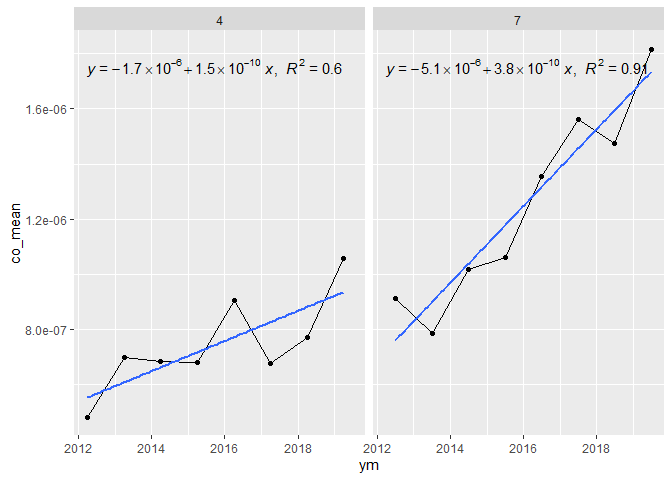 4
7
y = −1.7 × 10⁻⁶ + 1.5 × 10⁻¹⁰ x, R² = 0.6
y = −5.1 × 10⁻⁶ + 3.8 × 10⁻¹⁰ x, R² = 0.91
1.6e-06
1.2e-06
8.0e-07
co_mean
2012 2014 2016 2018 2012 2014 2016 2018
ym